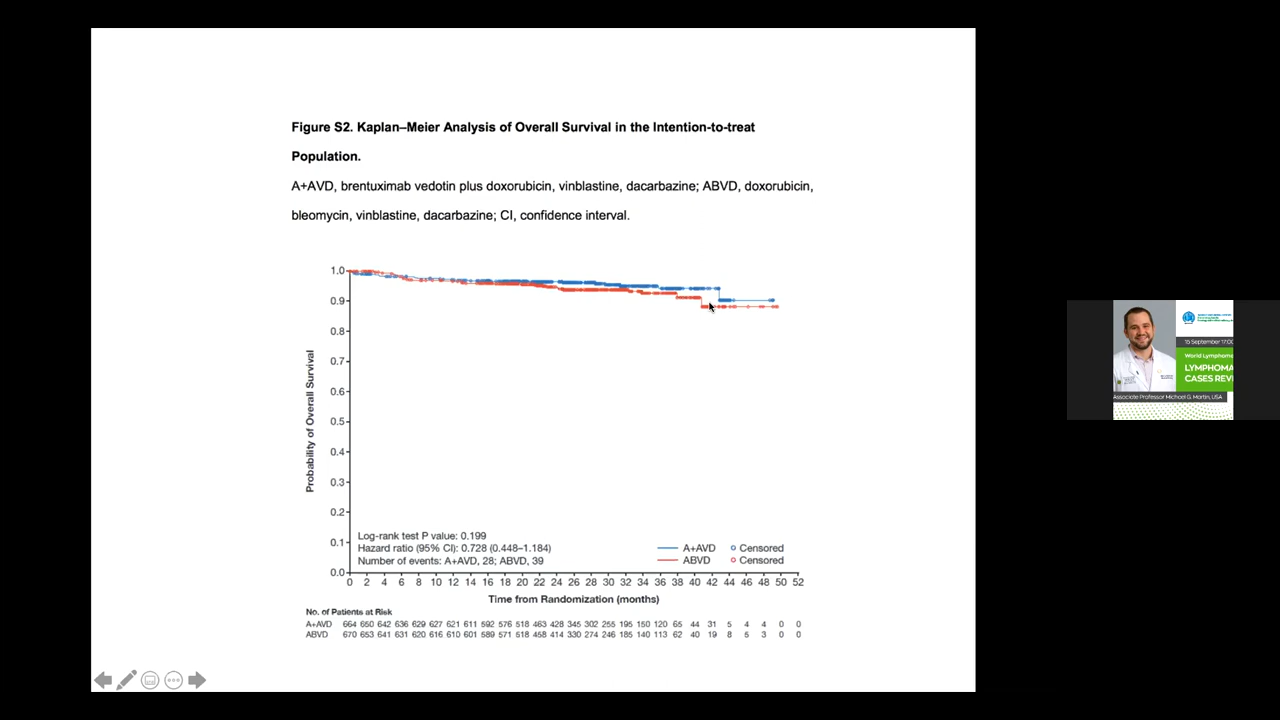 Figure S2. Kaplan–Meier Analysis of Overall Survival in the Intention-to-treat
Population.
A+AVD, brentuximab vedotin plus doxorubicin, vinblastine, dacarbazine; ABVD, doxorubicin,
bleomycin, vinblastine, dacarbazine; CI, confidence interval.
Probability of Overall Survival
1.0
0.9
0.8
0.7
0.6
0.5
0.4
0.3
0.2
0.1
0.0
Log-rank test P value: 0.199
Hazard ratio (95% CI): 0.728 (0.448–1.184)
Number of events: A+AVD, 28; ABVD, 39
A+AVD Censored
ABVD Censored
0 2 4 6 8 10 12 14 16 18 20 22 24 26 28 30 32 34 36 38 40 42 44 46 48 50 52
Time from Randomization (months)
No. of Patients at Risk
A+AVD 664 650 642 636 629 627 621 611 592 576 518 463 428 345 302 255 195 150 120 65 44 31 5 4 4 0 0
ABVD 670 653 641 631 620 616 610 601 589 571 518 458 414 330 274 246 185 140 113 62 40 19 8 5 3 0 0
15 September 17:00
World Lymphoma
LYMPHOMA
CASES REVI
Associate Professor Michael G. Martin, USA